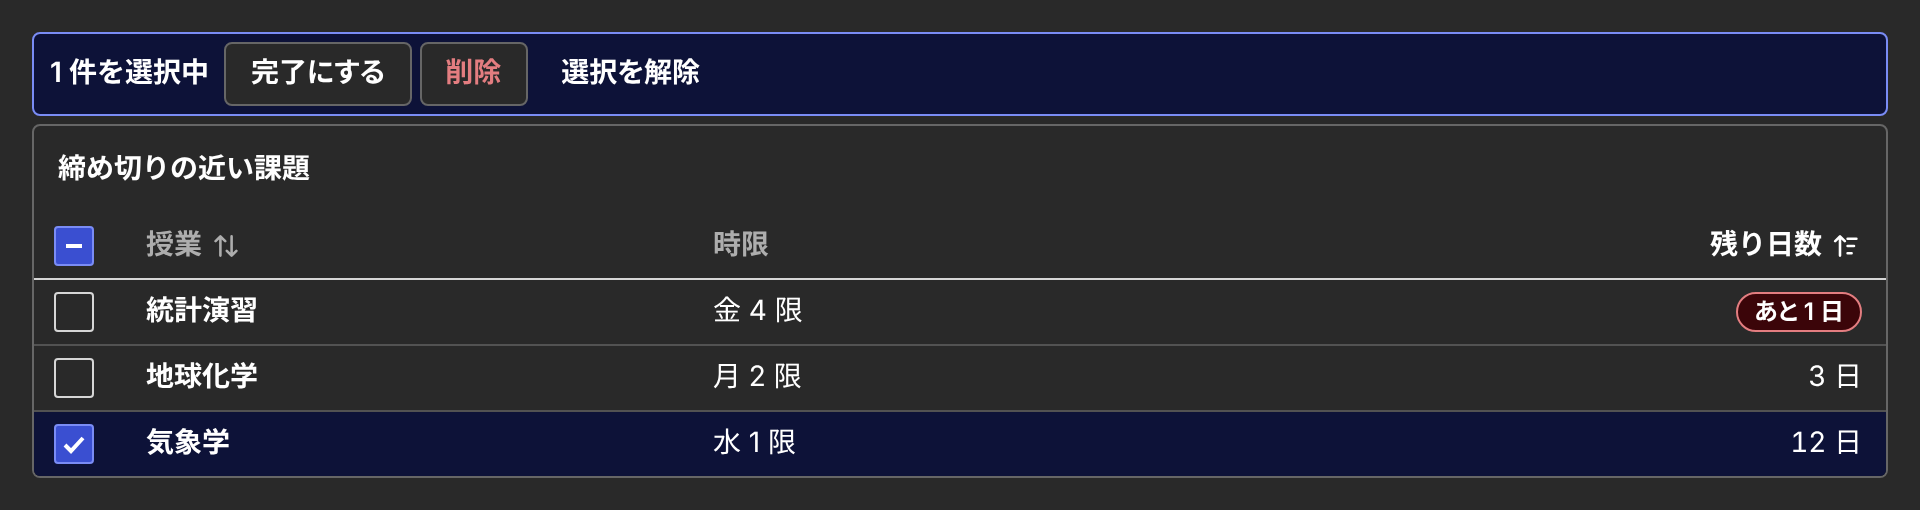 1件を選択中 完了にする 削除 選択を解除
締め切りの近い課題
授業 時限 残り日数
統計演習 金 4 限 あと1日
地球化学 月 2 限 3 日
気象学 水 1 限 12 日